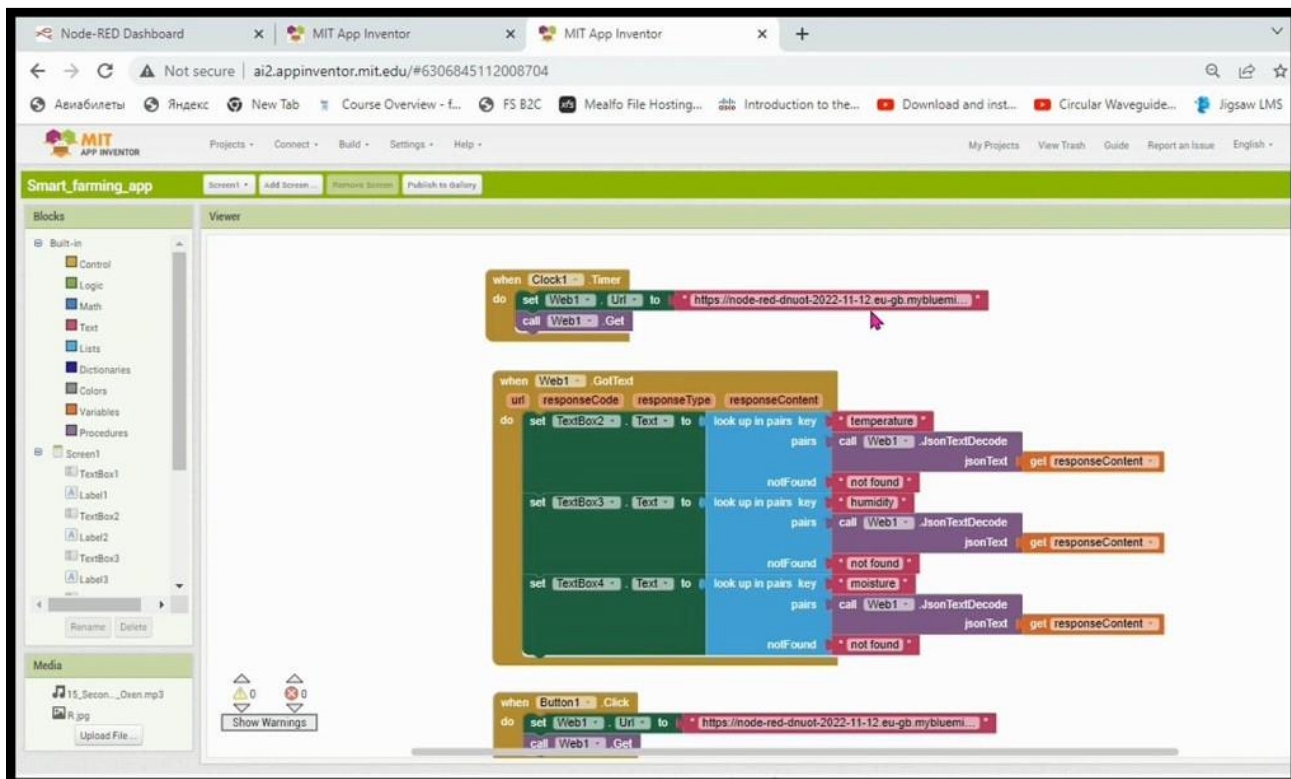 Node-RED Dashboard
MIT App Inventor
MIT App Inventor
Not secure
ai2.appinventor.mit.edu/#6306845112008704
Авиабилеты
Яндекс
New Tab
Course Overview - f...
FS B2C
Mealfo File Hosting...
Introduction to the...
Download and inst...
Circular Waveguide...
Jigsaw LMS
MIT
APP INVENTOR
Projects
Connect
Build
Settings
Help
My Projects
View Trash
Guide
Report an Issue
English
Smart_farming_app
Screen1
Add Screen ...
Remove Screen
Publish to Gallery
Blocks
Viewer
Built-in
Control
Logic
Math
Text
Lists
Dictionaries
Colors
Variables
Procedures
Screen1
TextBox1
Label1
TextBox2
Label2
TextBox3
Label3
Rename
Delete
Media
15_Secon..._Oxen.mp3
R.jpg
Upload File ...
when Clock1 .Timer
do set Web1 . Url to " https://node-red-dnuot-2022-11-12.eu-gb.mybluemi... "
call Web1 .Get
when Web1 .GotText
url responseCode responseType responseContent
do set TextBox2 . Text to look up in pairs key " temperature "
pairs call Web1 .JsonTextDecode
jsonText get responseContent
notFound " not found "
set TextBox3 . Text to look up in pairs key " humidity "
pairs call Web1 .JsonTextDecode
jsonText get responseContent
notFound " not found "
set TextBox4 . Text to look up in pairs key " moisture "
pairs call Web1 .JsonTextDecode
jsonText get responseContent
notFound " not found "
0 0
Show Warnings
when Button1 .Click
do set Web1 . Url to " https://node-red-dnuot-2022-11-12.eu-gb.mybluemi... "
call Web1 .Get